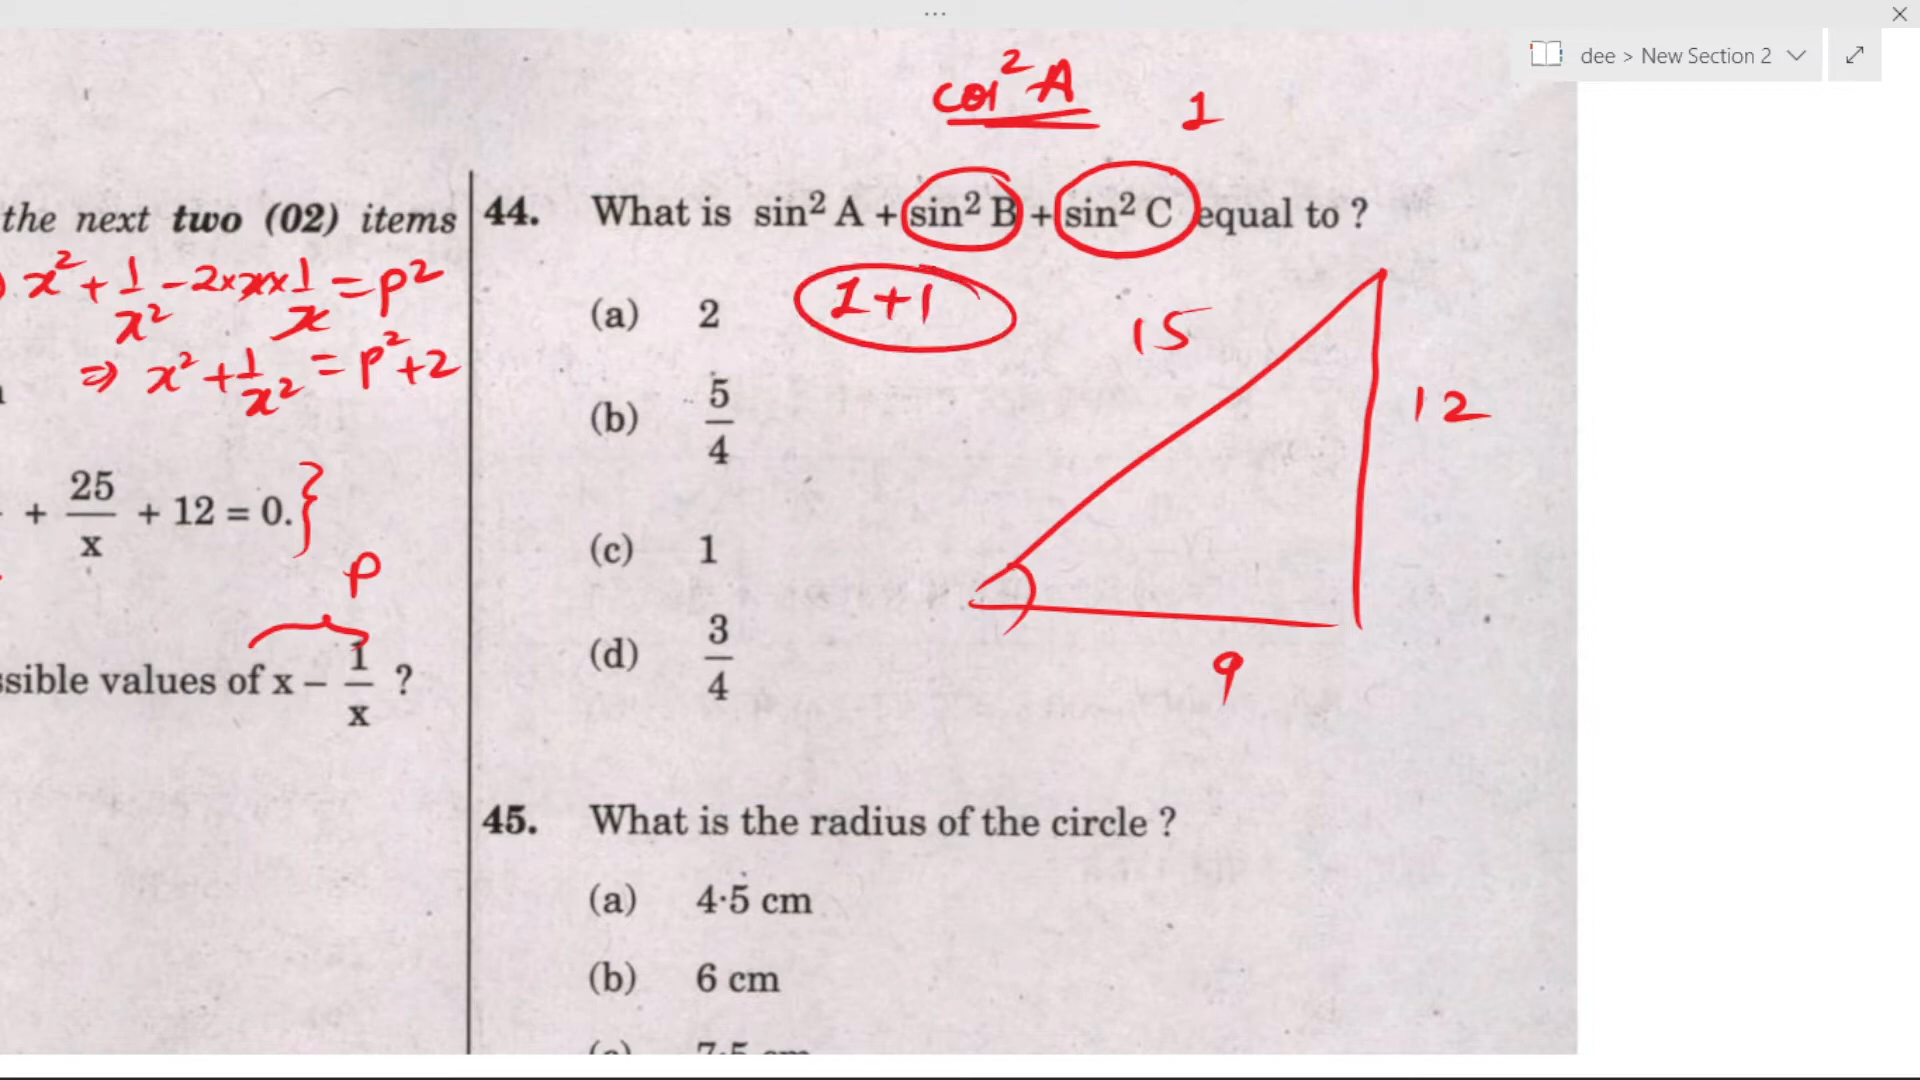 dee > New Section 2
cos² A
1
the next two (02) items
x² + 1/x² - 2×x×1/x = p²
⇒ x² + 1/x² = p² + 2
+ 25/x + 12 = 0.}
p
ssible values of x – 1/x ?
44. What is sin² A + sin² B + sin² C equal to ?
(a) 2
1+1
(b) 5/4
(c) 1
(d) 3/4
15
12
9
45. What is the radius of the circle ?
(a) 4·5 cm
(b) 6 cm